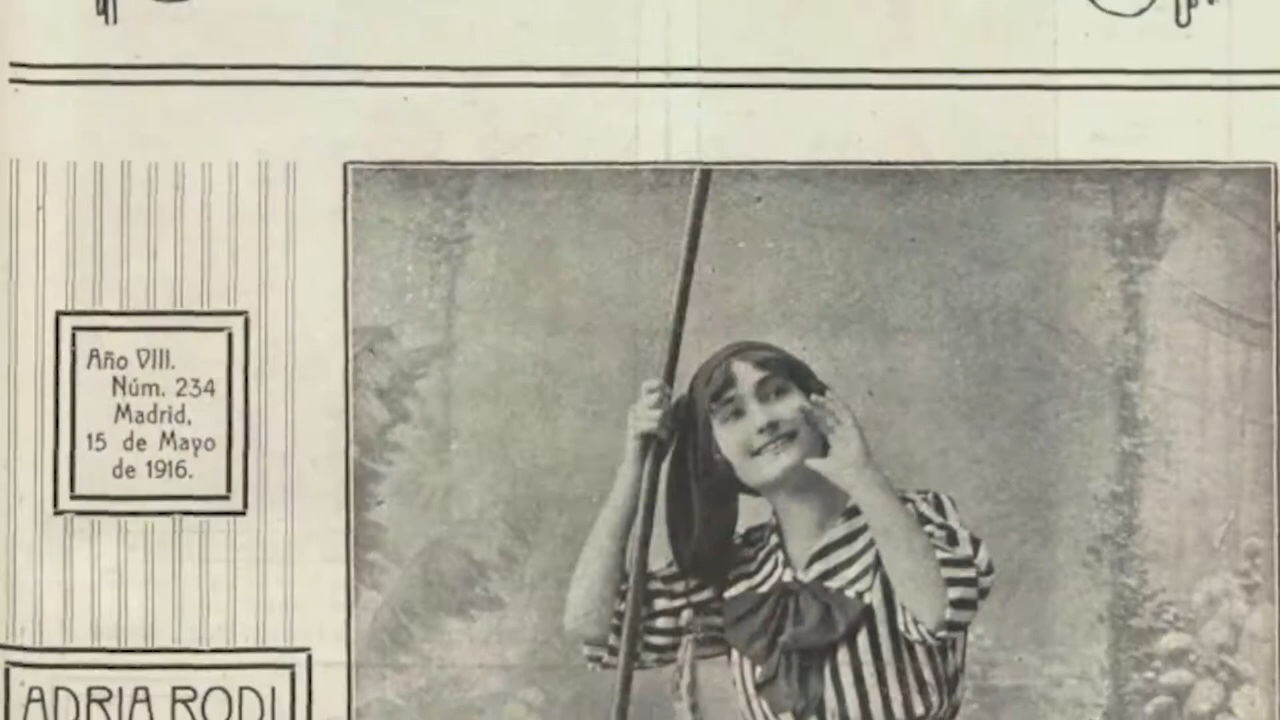 Año VIII.
Núm. 234
Madrid,
15 de Mayo
de 1916.
ADRIA RODI